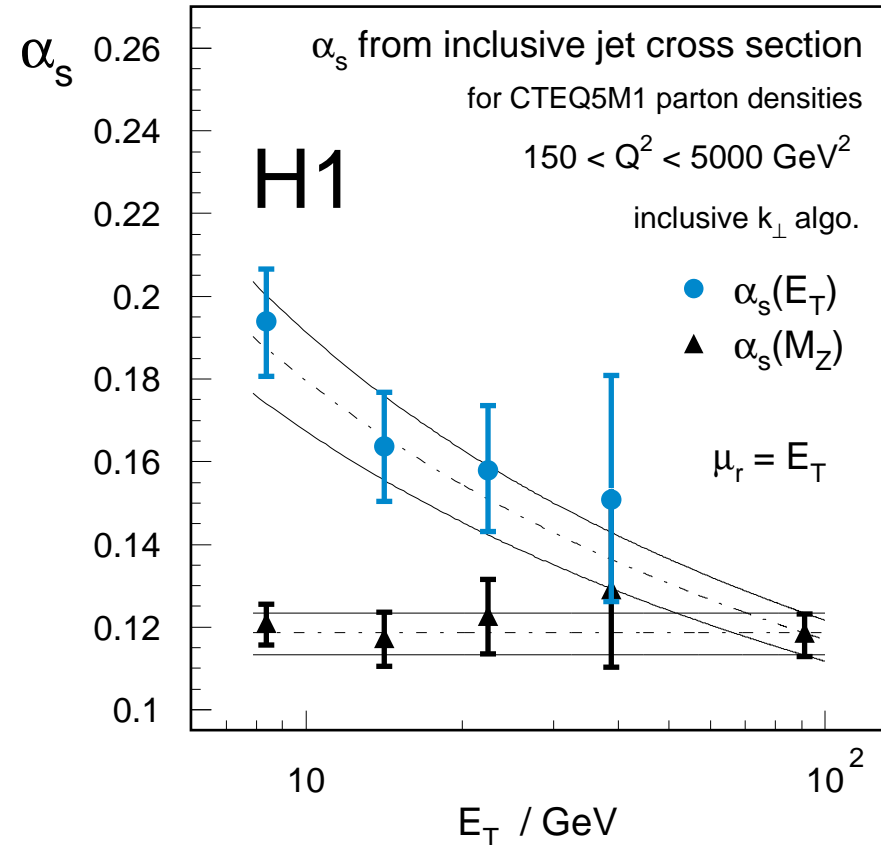 α_s
α_s from inclusive jet cross section
for CTEQ5M1 parton densities
150 < Q² < 5000 GeV²
inclusive k_⊥ algo.
H1
α_s(E_T)
α_s(M_Z)
μ_r = E_T
0.26
0.24
0.22
0.2
0.18
0.16
0.14
0.12
0.1
10
10²
E_T / GeV